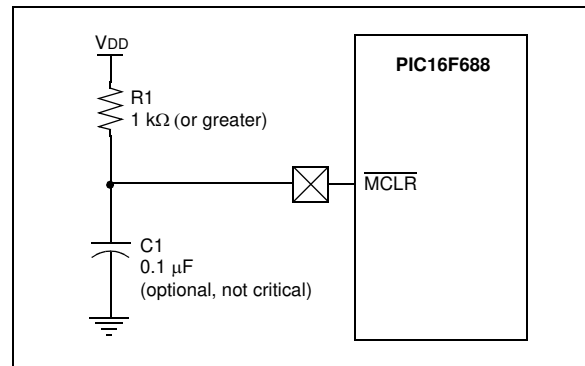 VDD
PIC16F688
R1
1 kΩ (or greater)
MCLR
C1
0.1 μF
(optional, not critical)